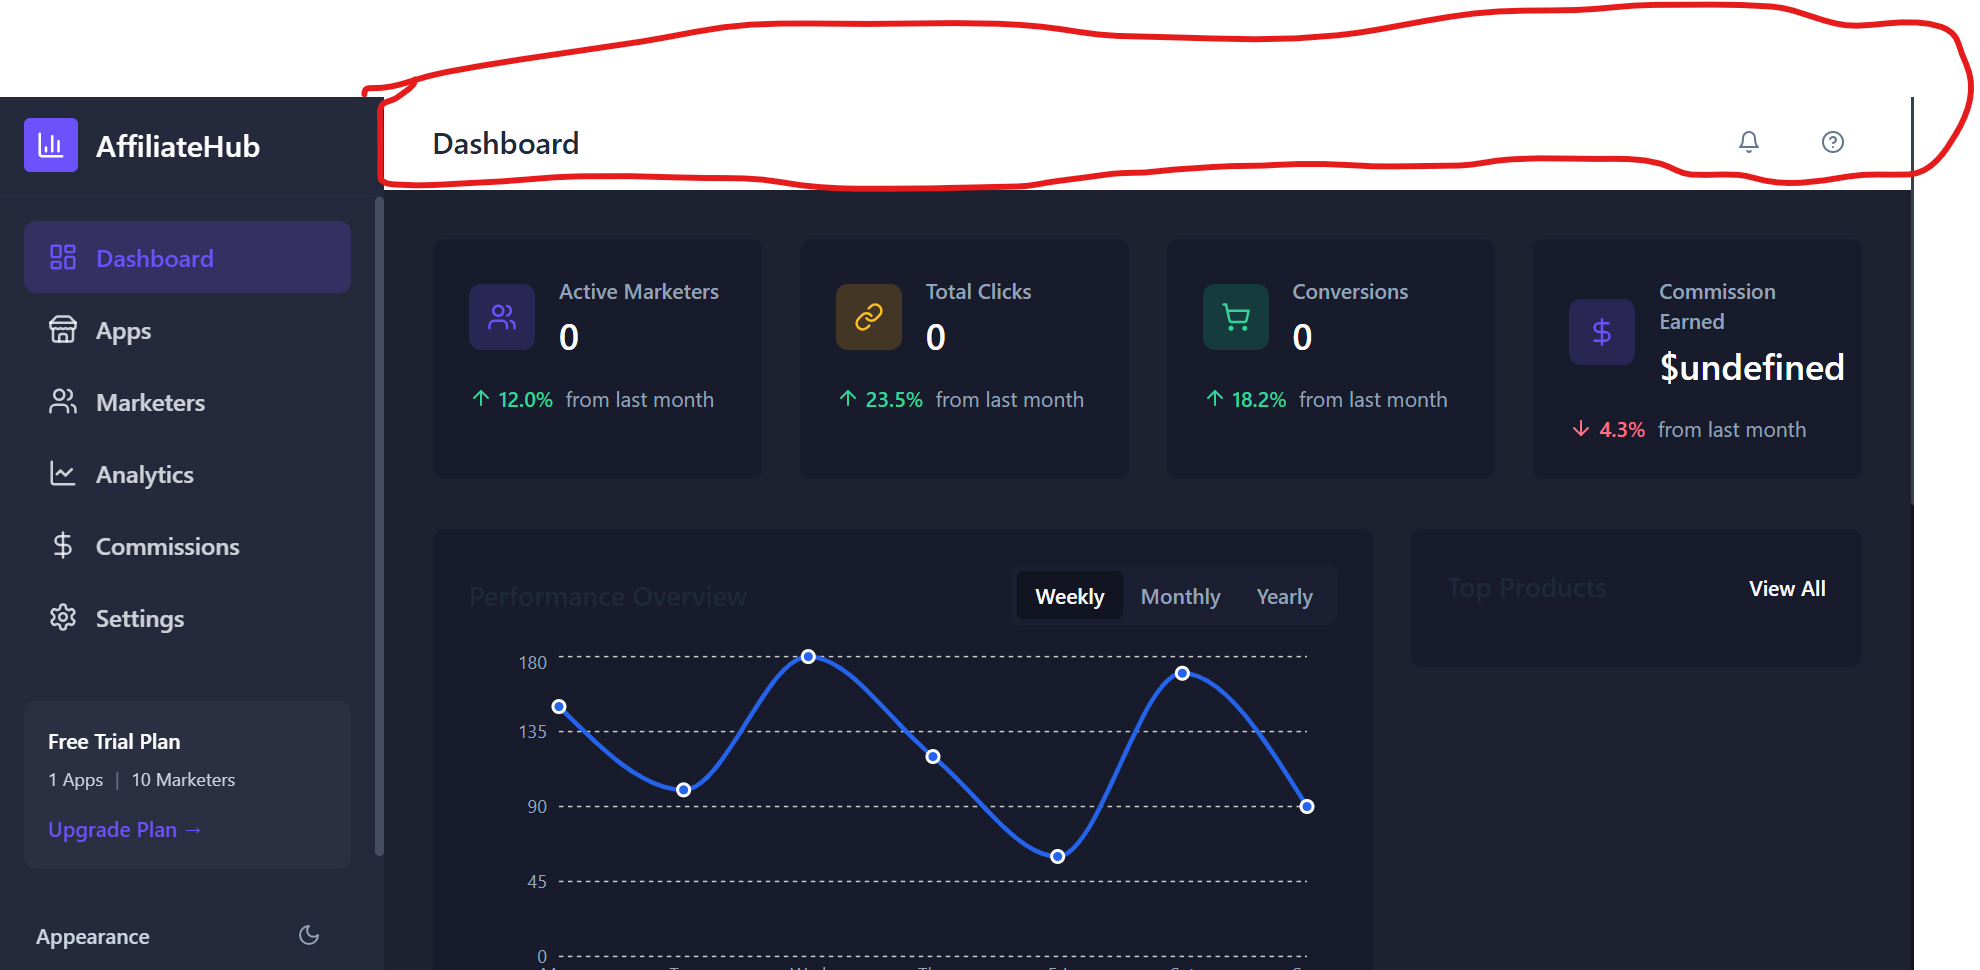 AffiliateHub
Dashboard
Dashboard
Apps
Marketers
Analytics
Commissions
Settings
Free Trial Plan
1 Apps | 10 Marketers
Upgrade Plan →
Appearance
Active Marketers
0
↑ 12.0% from last month
Total Clicks
0
↑ 23.5% from last month
Conversions
0
↑ 18.2% from last month
Commission
Earned
$undefined
↓ 4.3% from last month
Performance Overview
Weekly Monthly Yearly
180
135
90
45
0
Top Products
View All